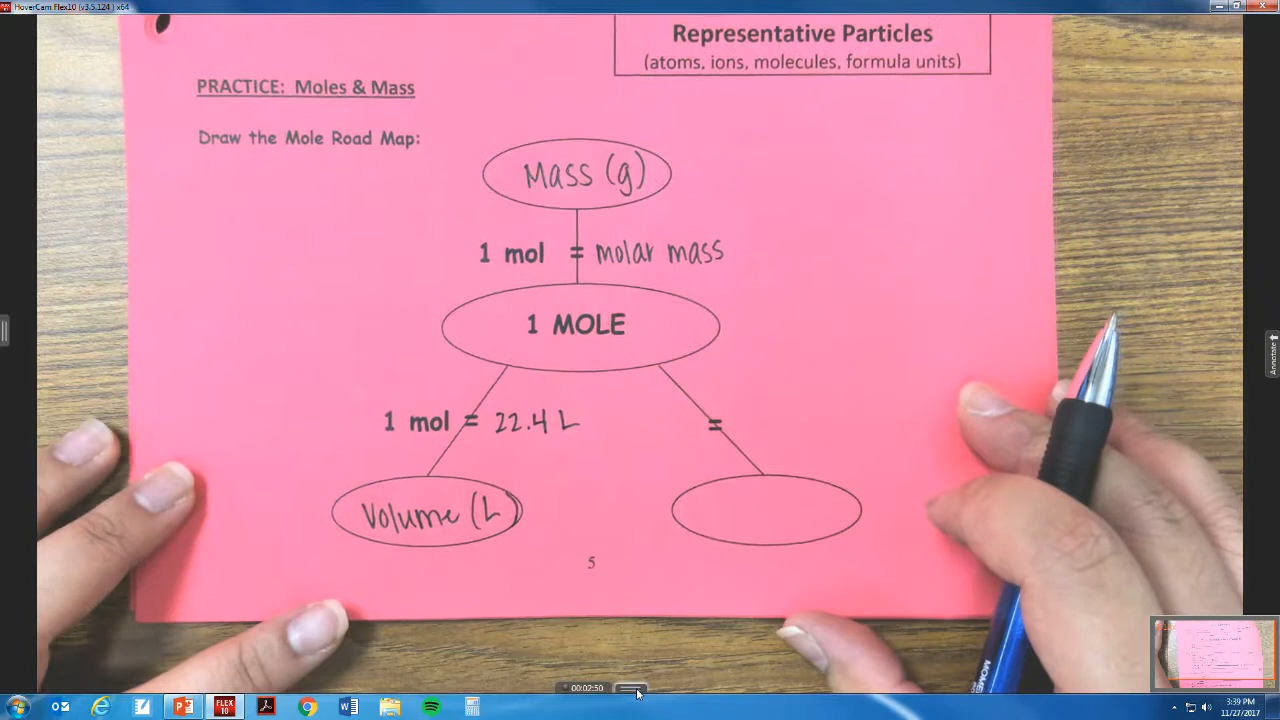 HoverCam Flex10 (v3.5.124 ) x64
Representative Particles
(atoms, ions, molecules, formula units)
PRACTICE: Moles & Mass
Draw the Mole Road Map:
Mass (g)
1 mol = molar mass
1 MOLE
1 mol = 22.4 L
=
Volume (L)
5
Annotate
00:02:50
3:39 PM
11/27/2017